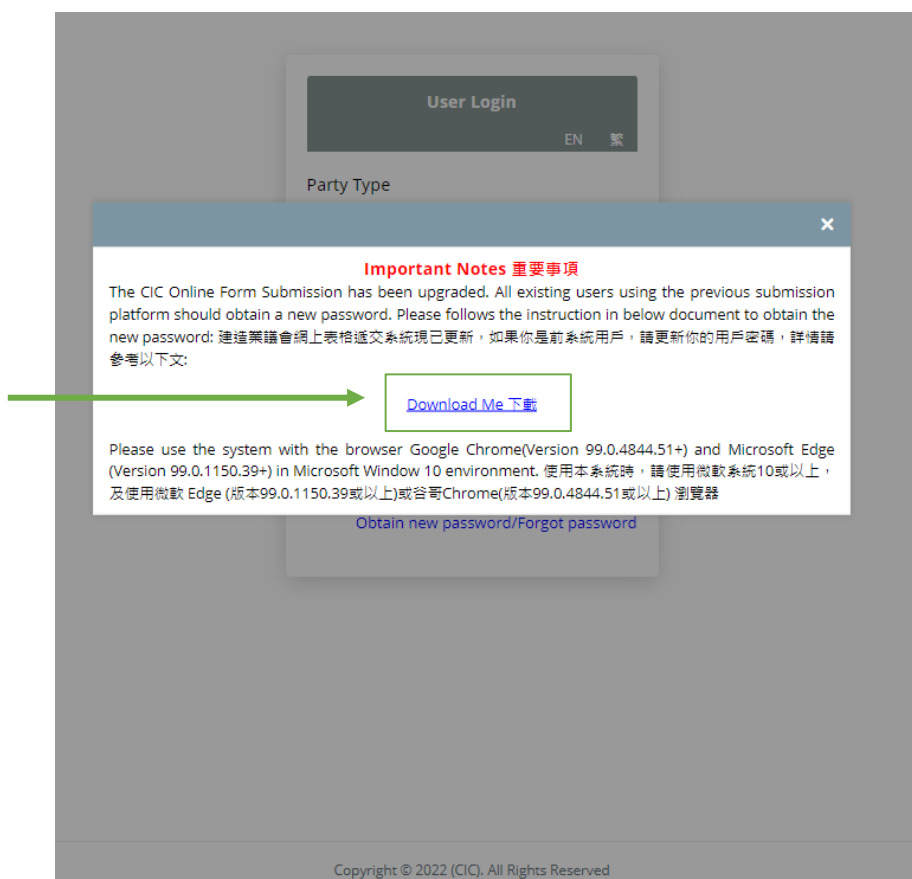 User Login
EN 繁
Party Type
×
Important Notes 重要事項
The CIC Online Form Submission has been upgraded. All existing users using the previous submission
platform should obtain a new password. Please follows the instruction in below document to obtain the
new password: 建造業議會網上表格遞交系統現已更新，如果你是前系統用戶，請更新你的用戶密碼，詳情請
參考以下文:
Download Me 下載
Please use the system with the browser Google Chrome(Version 99.0.4844.51+) and Microsoft Edge
(Version 99.0.1150.39+) in Microsoft Window 10 environment. 使用本系統時，請使用微軟系統10或以上，
及使用微軟 Edge (版本99.0.1150.39或以上)或谷哥Chrome(版本99.0.4844.51或以上) 瀏覽器
Obtain new password/Forgot password
Copyright © 2022 (CIC). All Rights Reserved